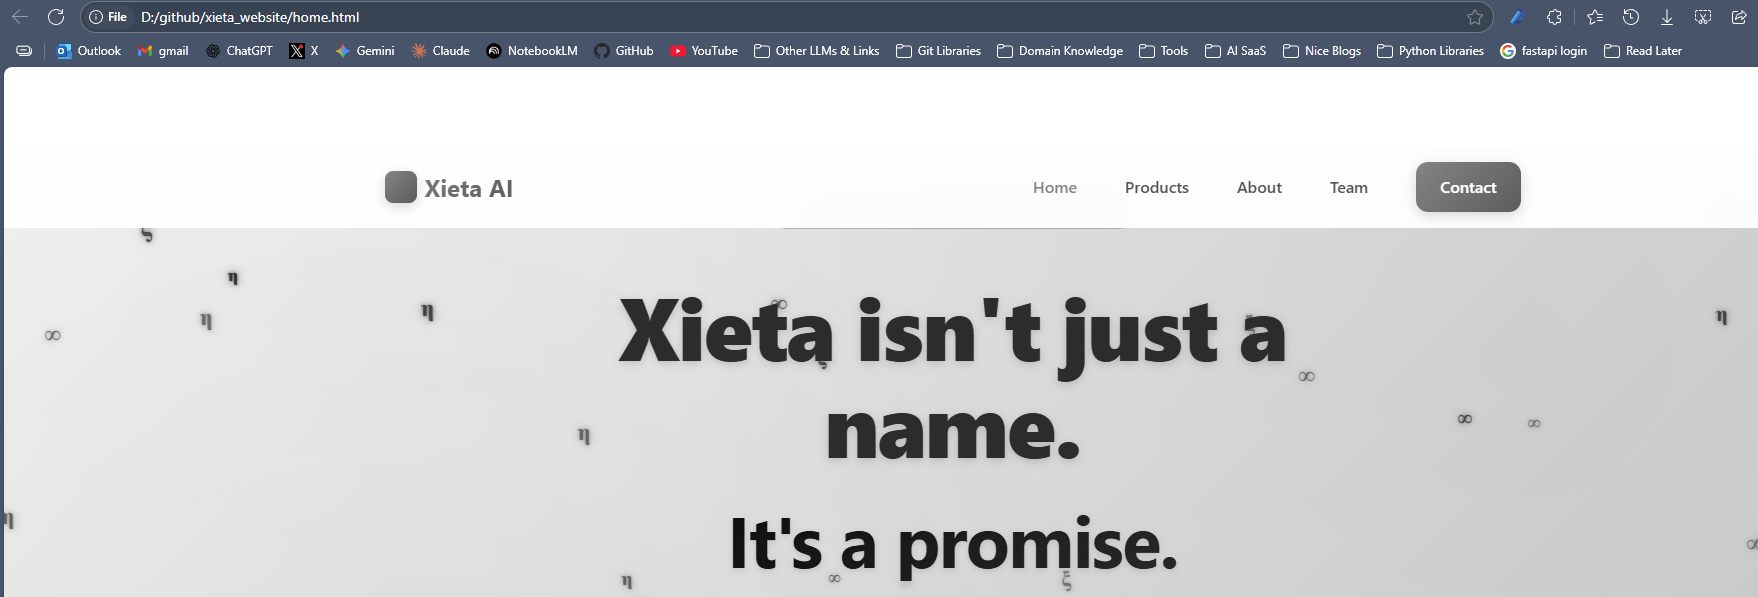 File D:/github/xieta_website/home.html
Outlook gmail ChatGPT X Gemini Claude NotebookLM GitHub YouTube Other LLMs & Links Git Libraries Domain Knowledge Tools AI SaaS Nice Blogs Python Libraries fastapi login Read Later
Xieta AI Home Products About Team Contact
ς
η
∞ η η ∞ ξ η
Xieta isn't just a
ς ∞
name.
∞ ∞
η
η
It's a promise.
∞
η ∞ ξ